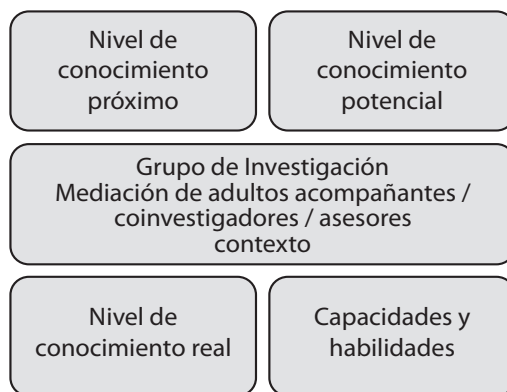 Nivel de
conocimiento
próximo
Nivel de
conocimiento
potencial
Grupo de Investigación
Mediación de adultos acompañantes /
coinvestigadores / asesores
contexto
Nivel de
conocimiento real
Capacidades y
habilidades